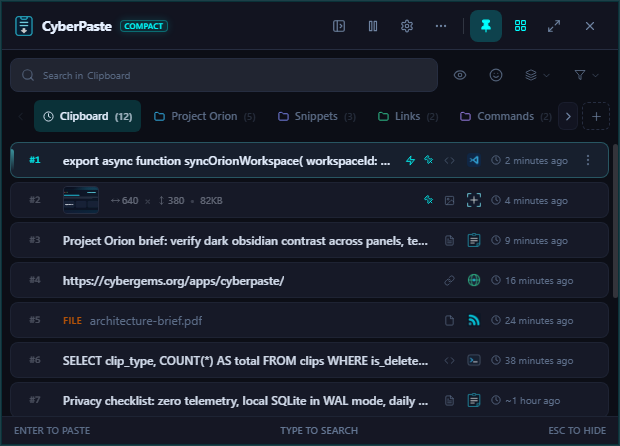 CyberPaste COMPACT
Search in Clipboard
Clipboard (12) Project Orion (5) Snippets (3) Links (2) Commands (2)
#1 export async function syncOrionWorkspace( workspaceId: ... 2 minutes ago
#2 640 × 380 • 82KB 4 minutes ago
#3 Project Orion brief: verify dark obsidian contrast across panels, te... 9 minutes ago
#4 https://cybergems.org/apps/cyberpaste/ 16 minutes ago
#5 FILE architecture-brief.pdf 24 minutes ago
#6 SELECT clip_type, COUNT(*) AS total FROM clips WHERE is_delete... 38 minutes ago
#7 Privacy checklist: zero telemetry, local SQLite in WAL mode, daily ... ~1 hour ago
ENTER TO PASTE TYPE TO SEARCH ESC TO HIDE